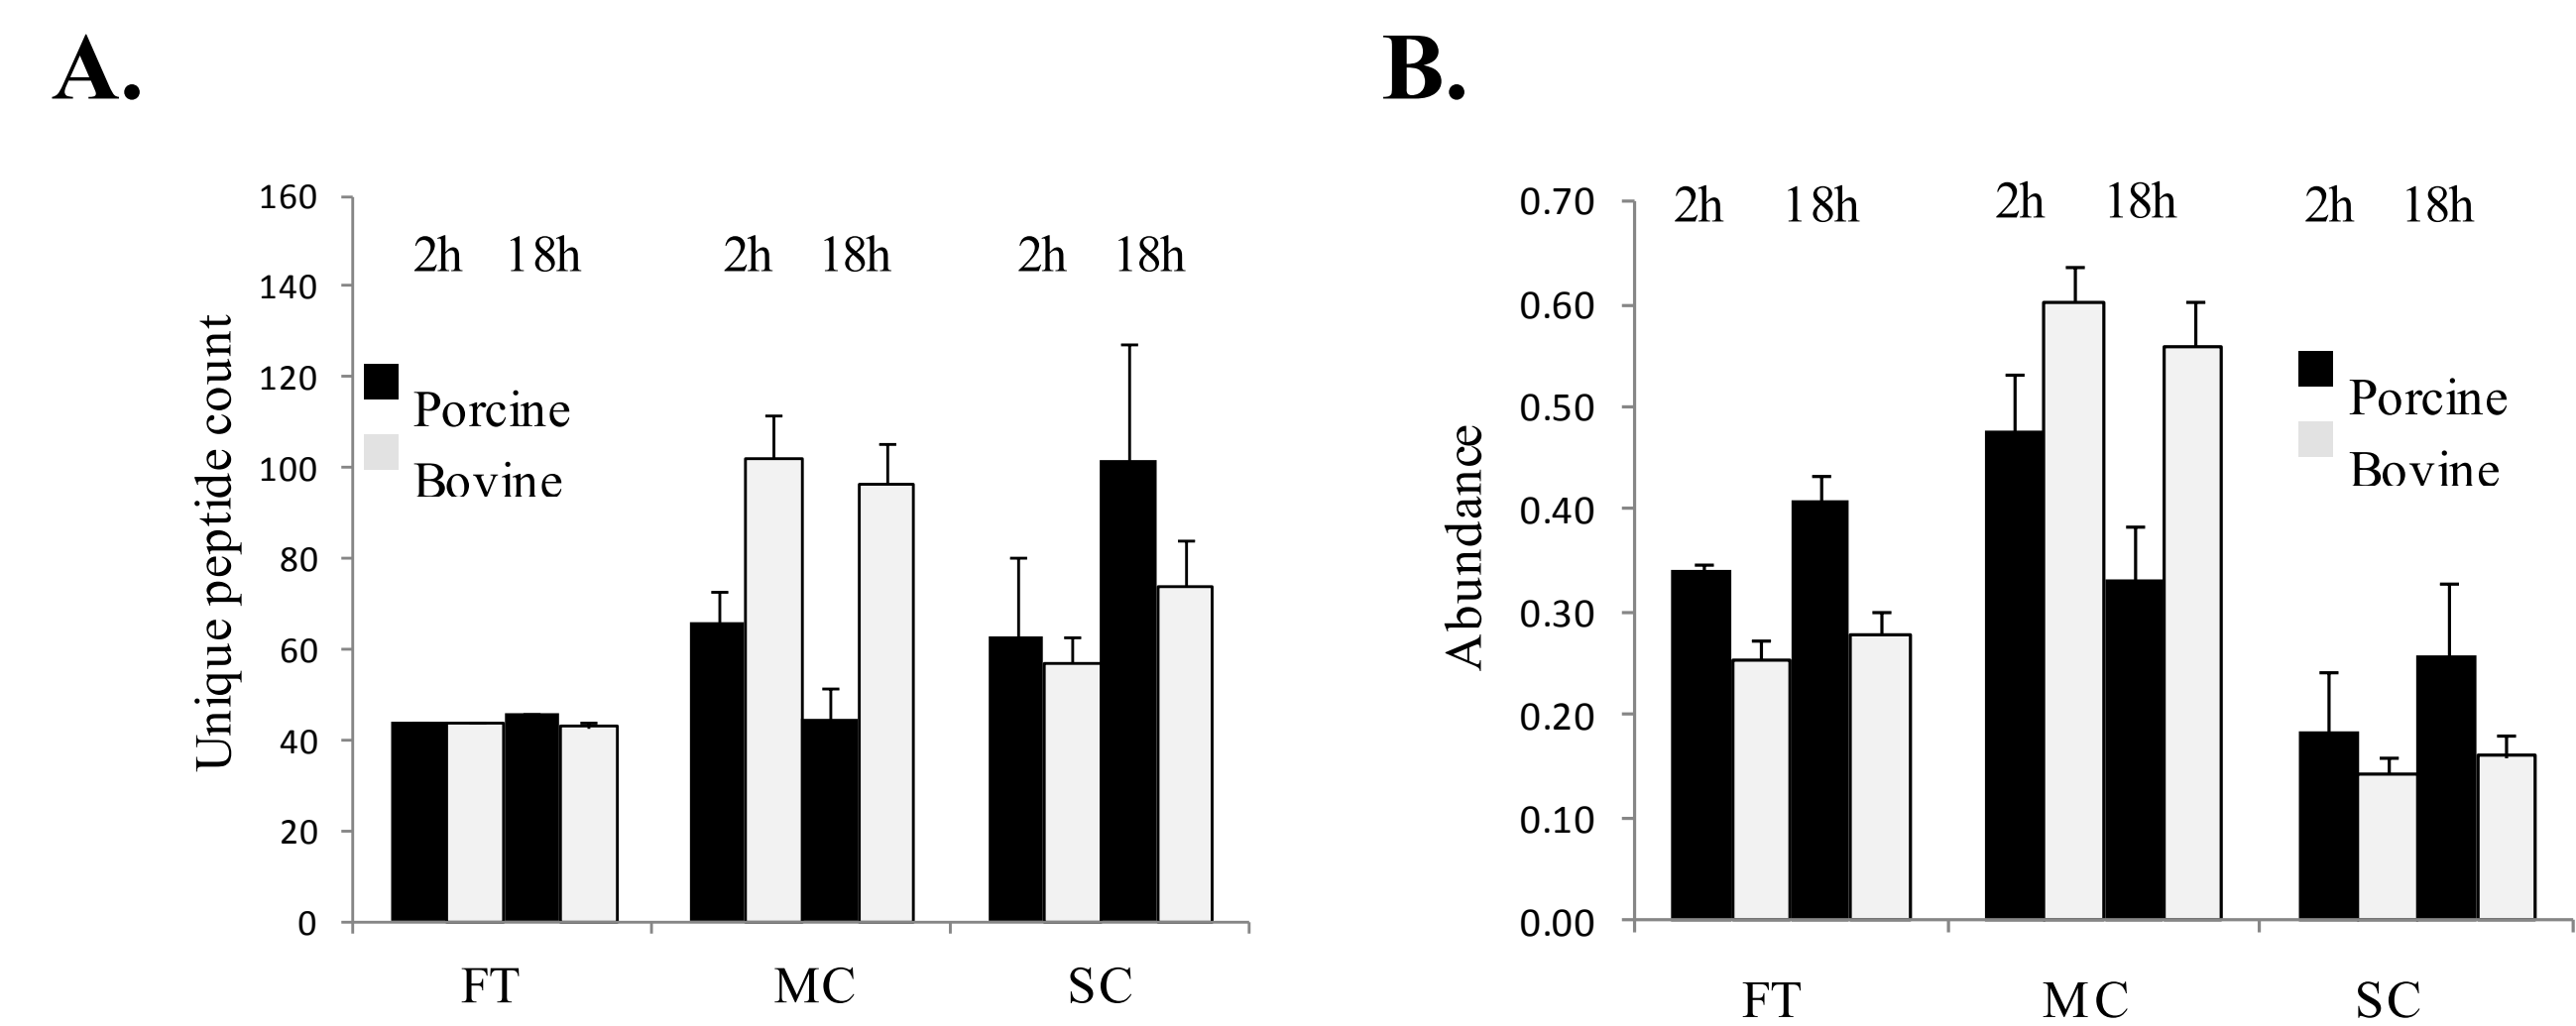 A.
160
140
120
100
80
60
40
20
0
Unique peptide count
2h 18h 2h 18h 2h 18h
Porcine
Bovine
FT MC SC
B.
0.70
0.60
0.50
0.40
0.30
0.20
0.10
0.00
Abundance
2h 18h 2h 18h 2h 18h
Porcine
Bovine
FT MC SC